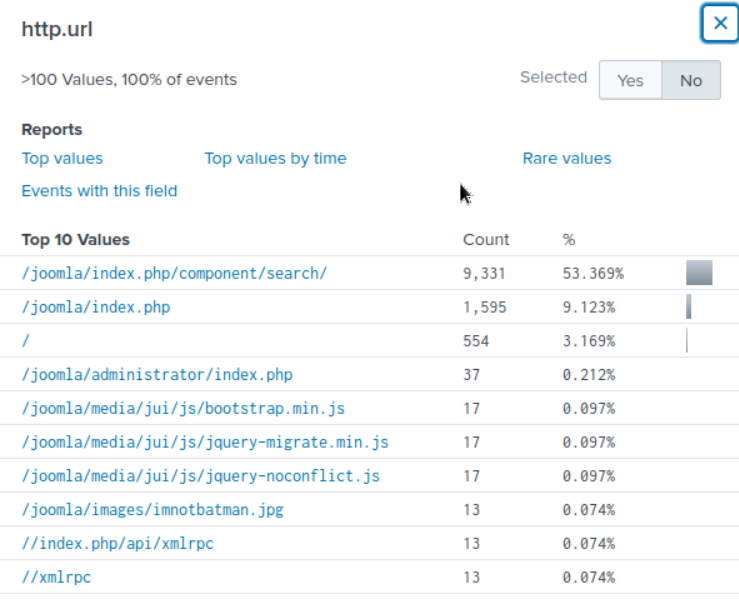 http.url
>100 Values, 100% of events
Selected Yes No
Reports
Top values Top values by time Rare values
Events with this field
Top 10 Values Count %
/joomla/index.php/component/search/ 9,331 53.369%
/joomla/index.php 1,595 9.123%
/ 554 3.169%
/joomla/administrator/index.php 37 0.212%
/joomla/media/jui/js/bootstrap.min.js 17 0.097%
/joomla/media/jui/js/jquery-migrate.min.js 17 0.097%
/joomla/media/jui/js/jquery-noconflict.js 17 0.097%
/joomla/images/imnotbatman.jpg 13 0.074%
//index.php/api/xmlrpc 13 0.074%
//xmlrpc 13 0.074%